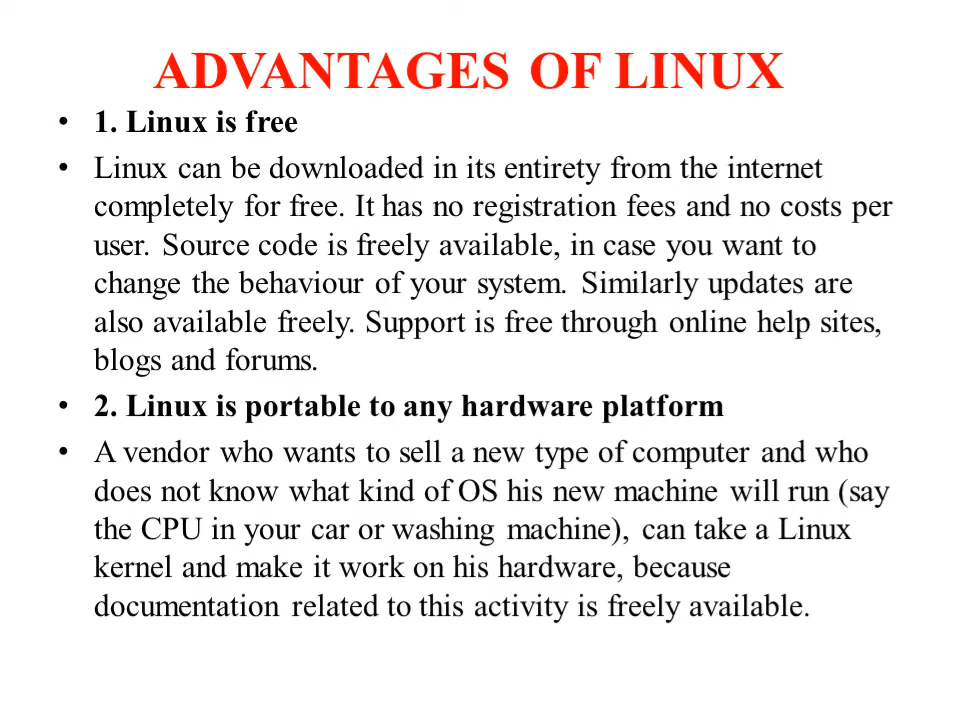 ADVANTAGES OF LINUX
• 1. Linux is free
• Linux can be downloaded in its entirety from the internet
completely for free. It has no registration fees and no costs per
user. Source code is freely available, in case you want to
change the behaviour of your system. Similarly updates are
also available freely. Support is free through online help sites,
blogs and forums.
• 2. Linux is portable to any hardware platform
• A vendor who wants to sell a new type of computer and who
does not know what kind of OS his new machine will run (say
the CPU in your car or washing machine), can take a Linux
kernel and make it work on his hardware, because
documentation related to this activity is freely available.